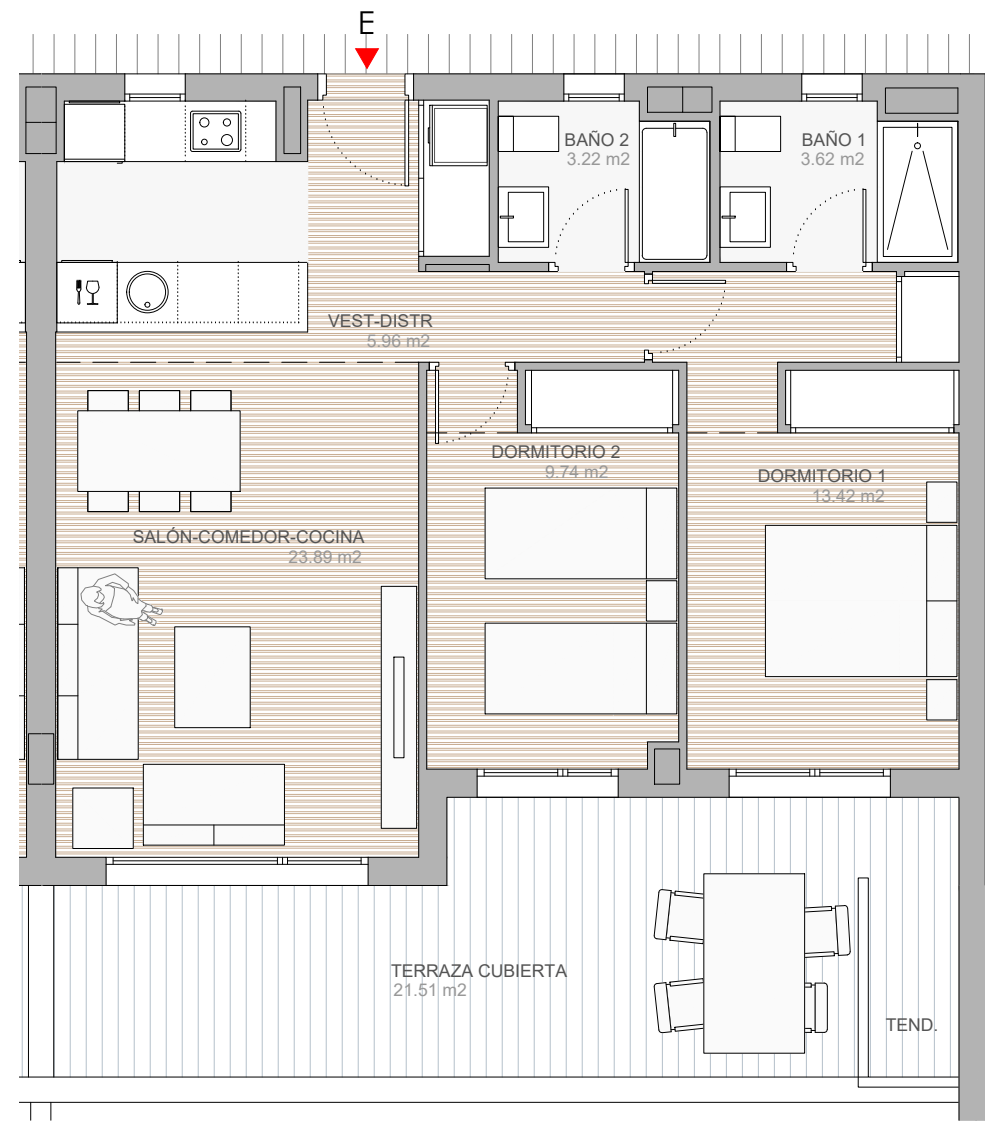 E
BAÑO 2
3.22 m2
BAÑO 1
3.62 m2
VEST-DISTR
5.96 m2
DORMITORIO 2
9.74 m2
DORMITORIO 1
13.42 m2
SALÓN-COMEDOR-COCINA
23.89 m2
TERRAZA CUBIERTA
21.51 m2
TEND.